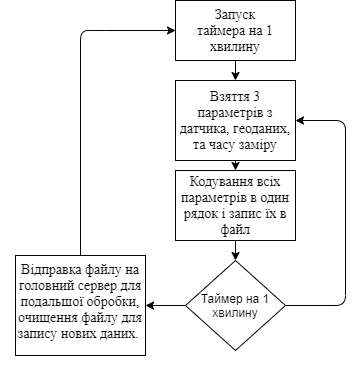 Запуск
таймера на 1
хвилину
Взяття 3
параметрів з
датчика, геоданих,
та часу заміру
Кодування всіх
параметрів в один
рядок і запис їх в
файл
Таймер на 1
хвилину
Відправка файлу на
головний сервер для
подальшої обробки,
очищення файлу для
запису нових даних.